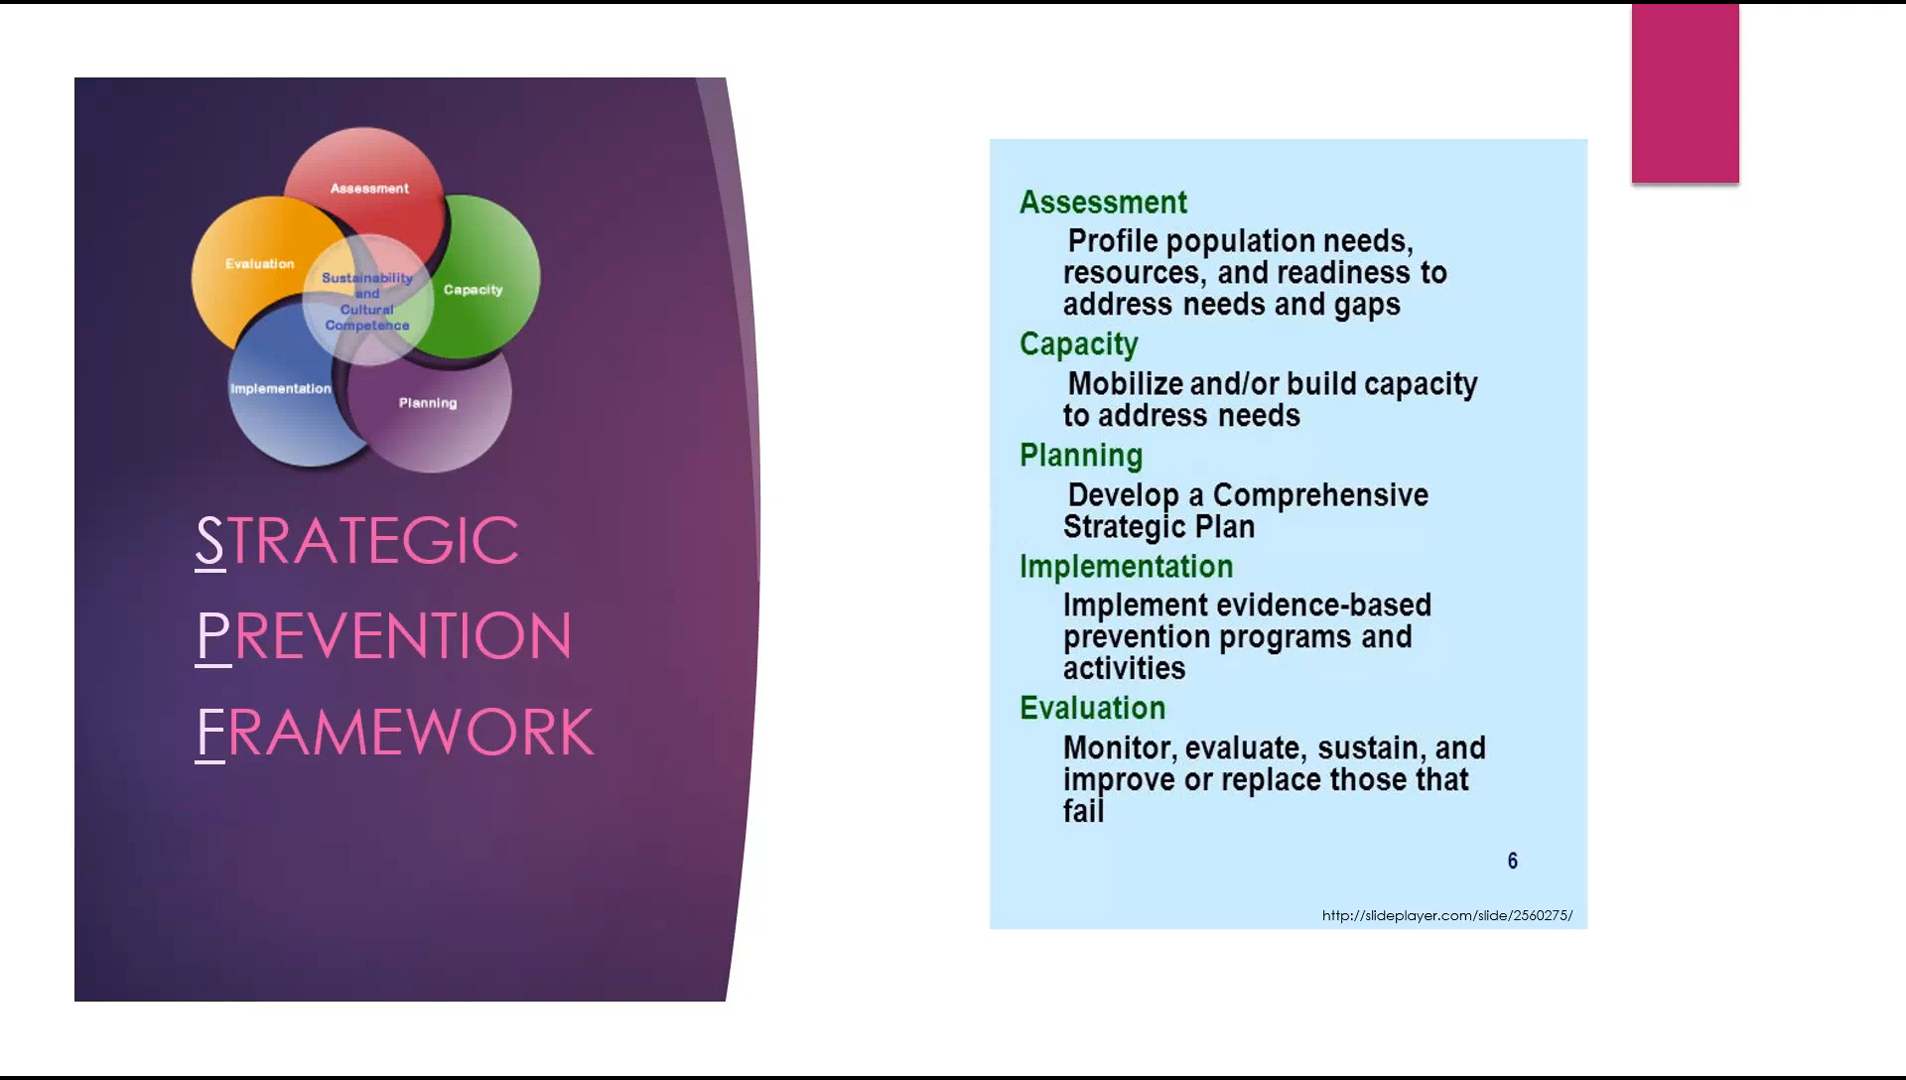 Assessment
Evaluation
Sustainability
and
Cultural
Competence
Capacity
Implementation
Planning
STRATEGIC
PREVENTION
FRAMEWORK
Assessment
Profile population needs,
resources, and readiness to
address needs and gaps
Capacity
Mobilize and/or build capacity
to address needs
Planning
Develop a Comprehensive
Strategic Plan
Implementation
Implement evidence-based
prevention programs and
activities
Evaluation
Monitor, evaluate, sustain, and
improve or replace those that
fail
6
http://slideplayer.com/slide/2560275/